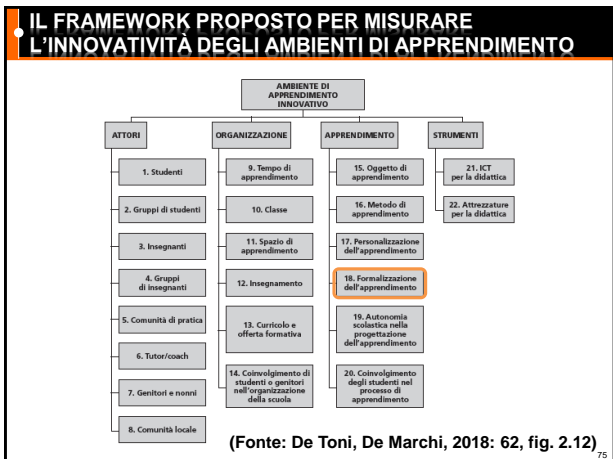 IL FRAMEWORK PROPOSTO PER MISURARE
L'INNOVATIVITÀ DEGLI AMBIENTI DI APPRENDIMENTO
AMBIENTE DI
APPRENDIMENTO
INNOVATIVO
ATTORI
1. Studenti
2. Gruppi di studenti
3. Insegnanti
4. Gruppi
di insegnanti
5. Comunità di pratica
6. Tutor/coach
7. Genitori e nonni
8. Comunità locale
ORGANIZZAZIONE
9. Tempo di
apprendimento
10. Classe
11. Spazio di
apprendimento
12. Insegnamento
13. Curricolo e
offerta formativa
14. Coinvolgimento di
studenti o genitori
nell'organizzazione
della scuola
APPRENDIMENTO
15. Oggetto di
apprendimento
16. Metodo di
apprendimento
17. Personalizzazione
dell'apprendimento
18. Formalizzazione
dell'apprendimento
19. Autonomia
scolastica nella
progettazione
dell'apprendimento
20. Coinvolgimento
degli studenti nel
processo di
apprendimento
STRUMENTI
21. ICT
per la didattica
22. Attrezzature
per la didattica
(Fonte: De Toni, De Marchi, 2018: 62, fig. 2.12)
75